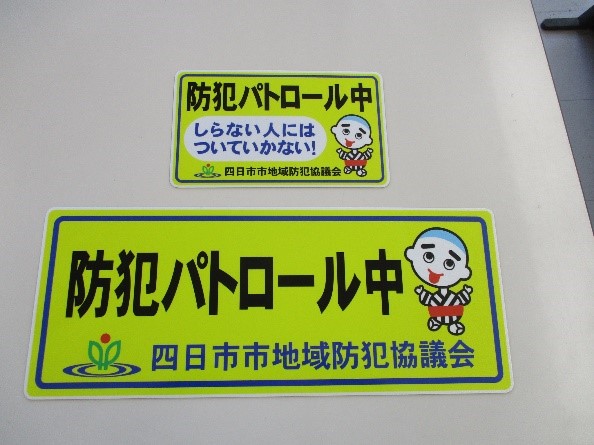 防犯パトロール中
しらない人には
ついていかない!
四日市市地域防犯協議会
防犯パトロール中
四日市市地域防犯協議会